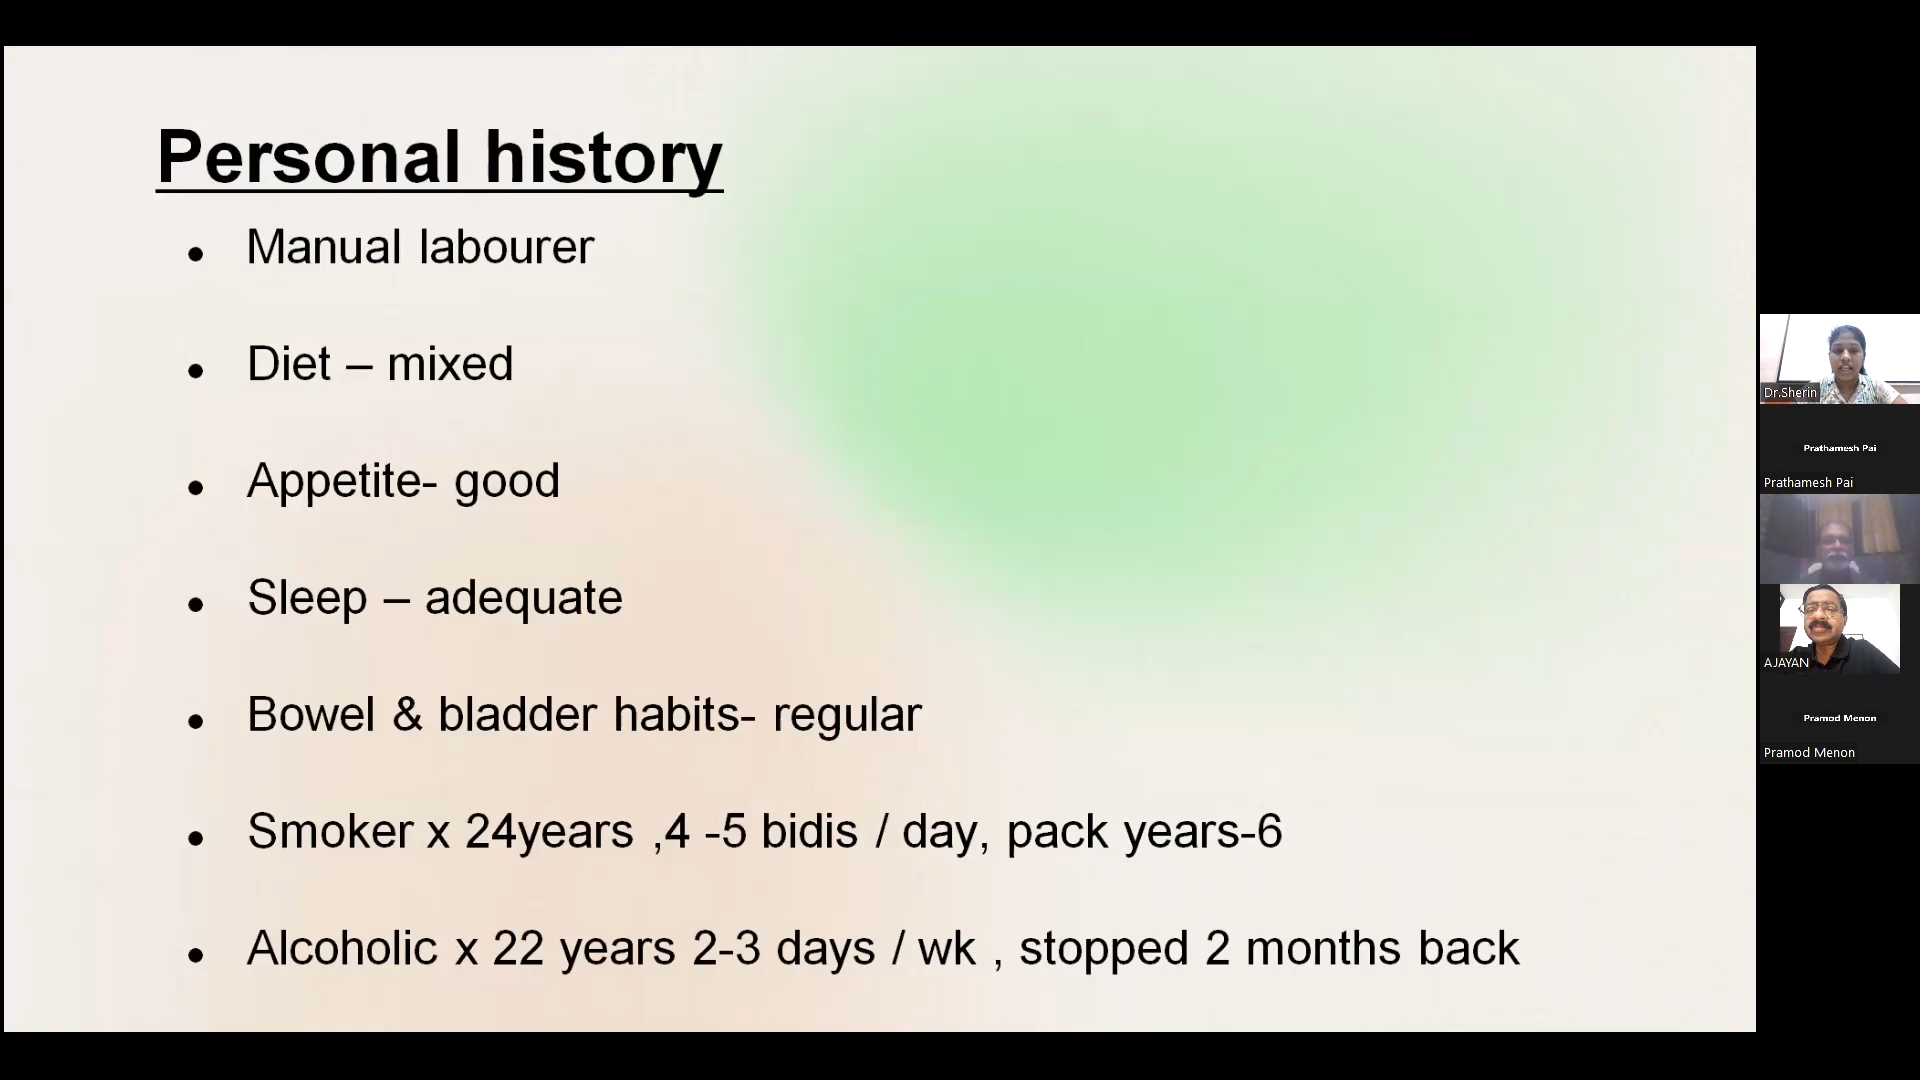 Personal history
Manual labourer
Diet – mixed
Appetite- good
Sleep – adequate
Bowel & bladder habits- regular
Smoker x 24years ,4 -5 bidis / day, pack years-6
Alcoholic x 22 years 2-3 days / wk , stopped 2 months back
Dr.Sherin
Prathamesh Pai
Prathamesh Pai
AJAYAN
Pramod Menon
Pramod Menon